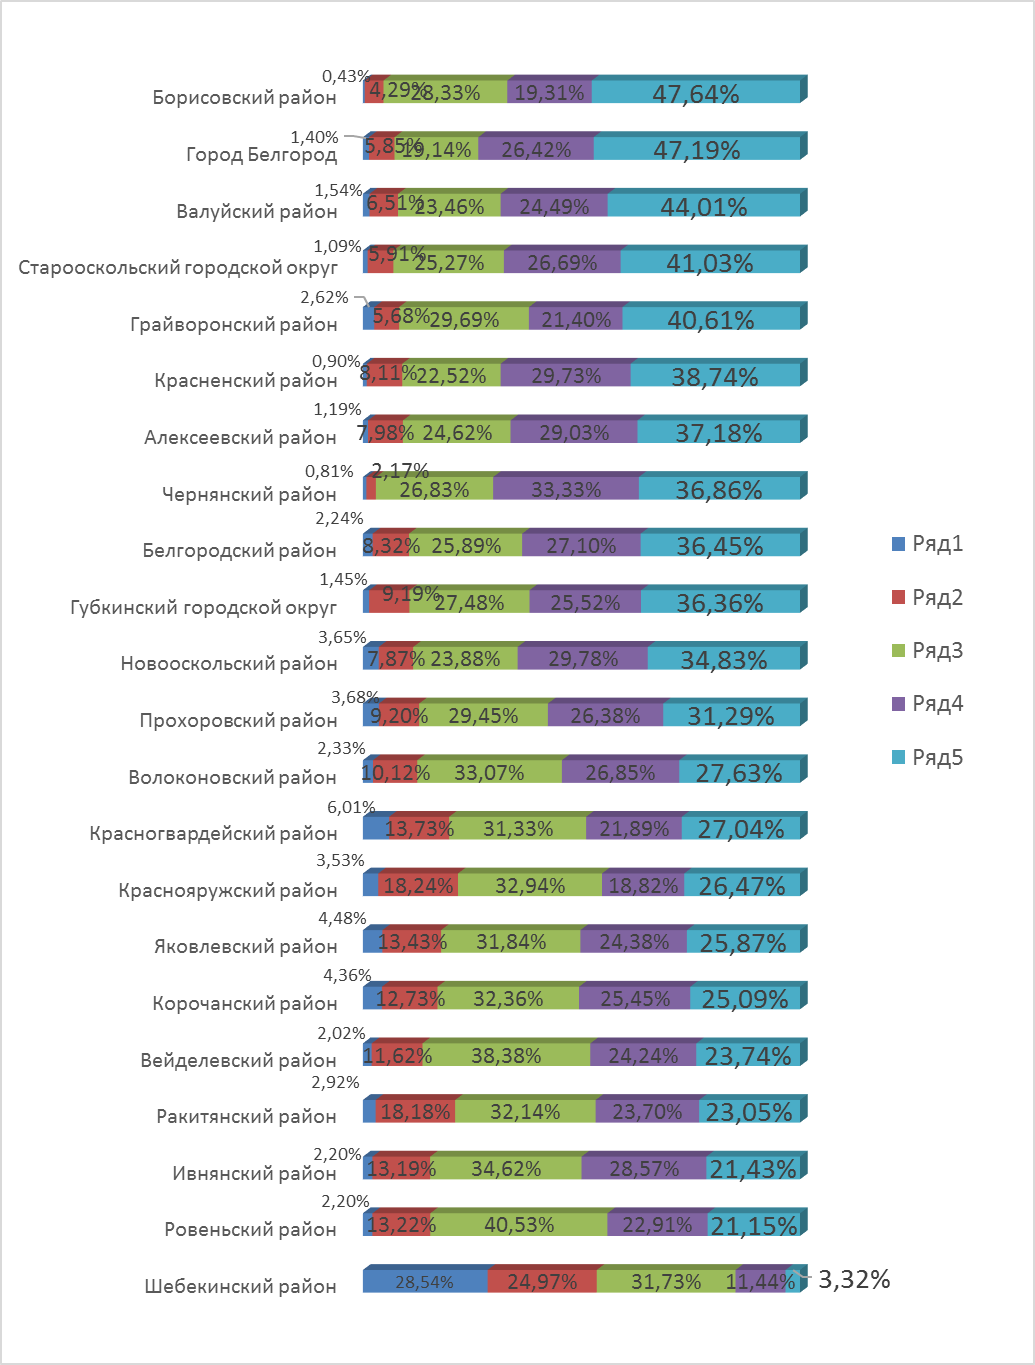 0,43%
Борисовский район 4,29% 28,33% 19,31% 47,64%
1,40%
Город Белгород 5,85% 19,14% 26,42% 47,19%
1,54%
Валуйский район 6,51% 23,46% 24,49% 44,01%
1,09%
Старооскольский городской округ 5,91% 25,27% 26,69% 41,03%
2,62%
Грайворонский район 5,68% 29,69% 21,40% 40,61%
0,90%
Красненский район 8,11% 22,52% 29,73% 38,74%
1,19%
Алексеевский район 7,98% 24,62% 29,03% 37,18%
0,81% 2,17%
Чернянский район 26,83% 33,33% 36,86%
2,24%
Белгородский район 8,32% 25,89% 27,10% 36,45%
Ряд1
1,45%
Губкинский городской округ 9,19% 27,48% 25,52% 36,36%
Ряд2
3,65%
Новооскольский район 7,87% 23,88% 29,78% 34,83%
Ряд3
3,68%
Прохоровский район 9,20% 29,45% 26,38% 31,29%
Ряд4
2,33%
Волоконовский район 10,12% 33,07% 26,85% 27,63%
Ряд5
6,01%
Красногвардейский район 13,73% 31,33% 21,89% 27,04%
3,53%
Краснояружский район 18,24% 32,94% 18,82% 26,47%
4,48%
Яковлевский район 13,43% 31,84% 24,38% 25,87%
4,36%
Корочанский район 12,73% 32,36% 25,45% 25,09%
2,02%
Вейделевский район 11,62% 38,38% 24,24% 23,74%
2,92%
Ракитянский район 18,18% 32,14% 23,70% 23,05%
2,20%
Ивнянский район 13,19% 34,62% 28,57% 21,43%
2,20%
Ровеньский район 13,22% 40,53% 22,91% 21,15%
Шебекинский район 28,54% 24,97% 31,73% 11,44% 3,32%